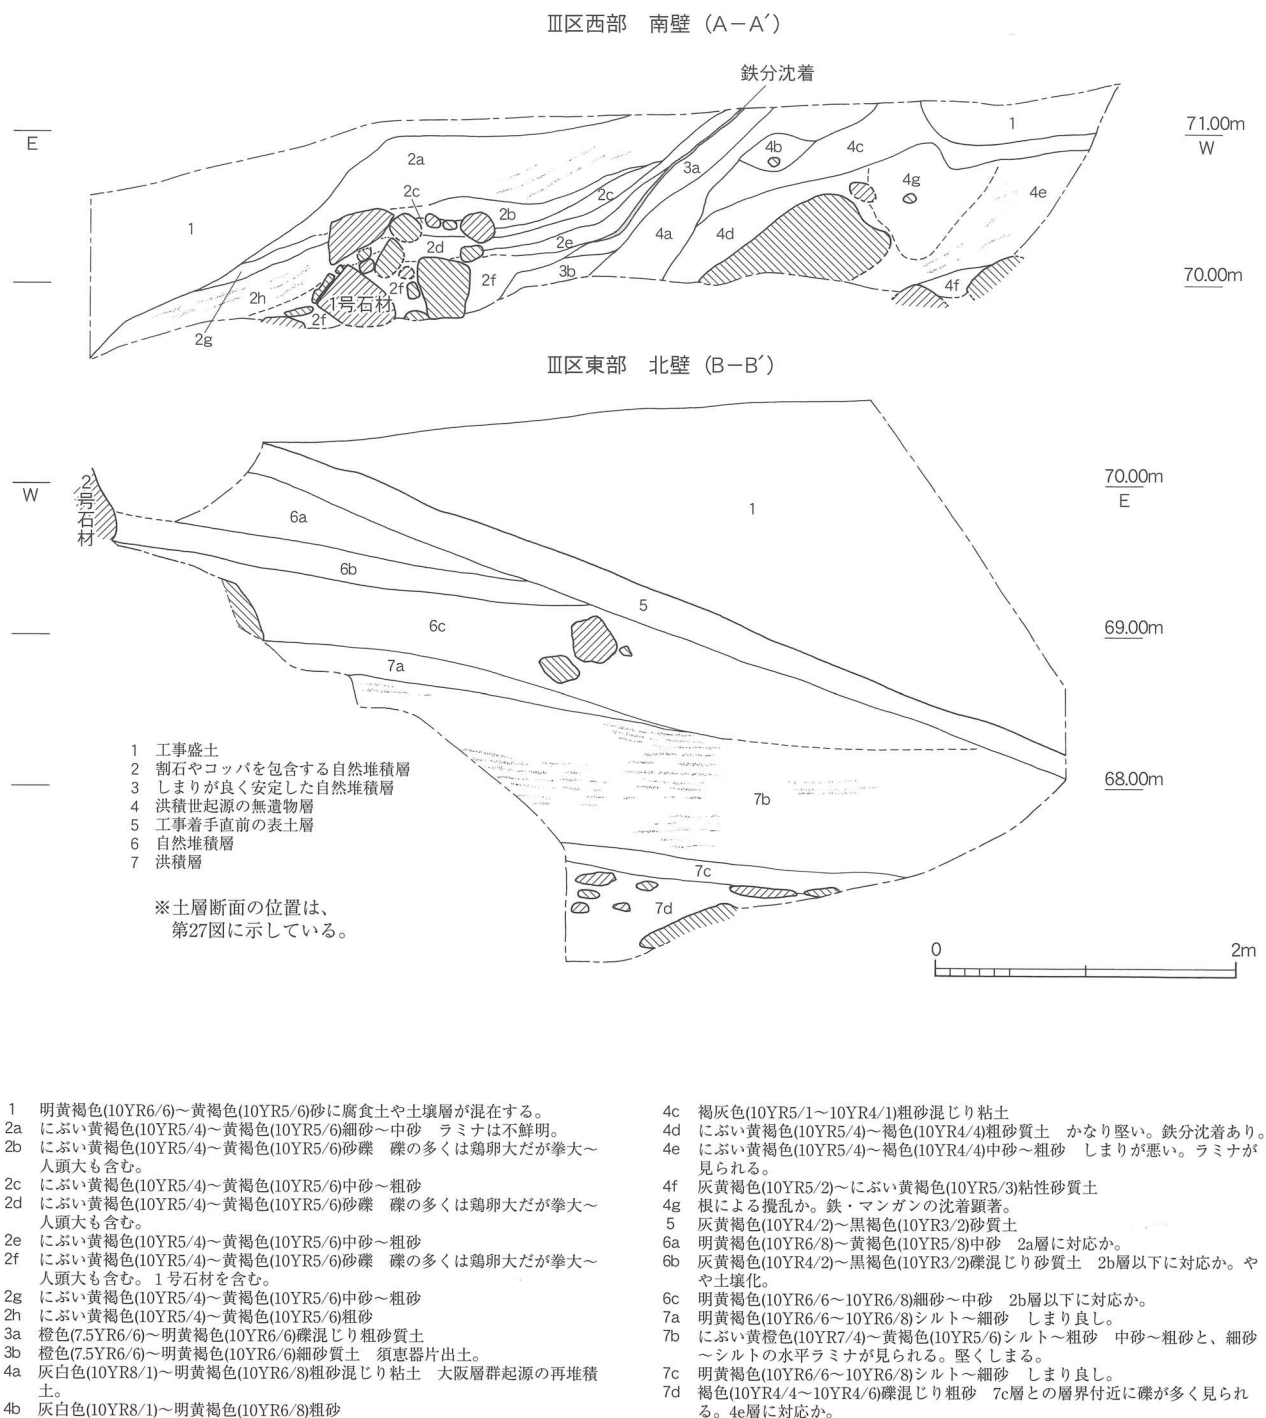 Ⅲ区西部　南壁（A－A′）
鉄分沈着
E
71.00m
W
1
2a
2c
2b
2c
2d
2e
2f
2f
2f
2h
2g
1号石材
3a
3b
4a
4b
4c
4d
4g
4e
4f
1
70.00m
Ⅲ区東部　北壁（B－B′）
W
2号石材
70.00m
E
1
6a
6b
5
6c
69.00m
7a
7b
68.00m
7c
7d
1　工事盛土
2　割石やコッパを包含する自然堆積層
3　しまりが良く安定した自然堆積層
4　洪積世起源の無遺物層
5　工事着手直前の表土層
6　自然堆積層
7　洪積層
※土層断面の位置は、
第27図に示している。
0　2m
1　明黄褐色(10YR6/6)～黄褐色(10YR5/6)砂に腐食土や土壌層が混在する。
2a　にぶい黄褐色(10YR5/4)～黄褐色(10YR5/6)細砂～中砂　ラミナは不鮮明。
2b　にぶい黄褐色(10YR5/4)～黄褐色(10YR5/6)砂礫　礫の多くは鶏卵大だが拳大～
人頭大も含む。
2c　にぶい黄褐色(10YR5/4)～黄褐色(10YR5/6)中砂～粗砂
2d　にぶい黄褐色(10YR5/4)～黄褐色(10YR5/6)砂礫　礫の多くは鶏卵大だが拳大～
人頭大も含む。
2e　にぶい黄褐色(10YR5/4)～黄褐色(10YR5/6)中砂～粗砂
2f　にぶい黄褐色(10YR5/4)～黄褐色(10YR5/6)砂礫　礫の多くは鶏卵大だが拳大～
人頭大も含む。１号石材を含む。
2g　にぶい黄褐色(10YR5/4)～黄褐色(10YR5/6)中砂～粗砂
2h　にぶい黄褐色(10YR5/4)～黄褐色(10YR5/6)粗砂
3a　橙色(7.5YR6/6)～明黄褐色(10YR6/6)礫混じり粗砂質土
3b　橙色(7.5YR6/6)～明黄褐色(10YR6/6)細砂質土　須恵器片出土。
4a　灰白色(10YR8/1)～明黄褐色(10YR6/8)粗砂混じり粘土　大阪層群起源の再堆積
土。
4b　灰白色(10YR8/1)～明黄褐色(10YR6/8)粗砂
4c　褐灰色(10YR5/1～10YR4/1)粗砂混じり粘土
4d　にぶい黄褐色(10YR5/4)～褐色(10YR4/4)粗砂質土　かなり堅い。鉄分沈着あり。
4e　にぶい黄褐色(10YR5/4)～褐色(10YR4/4)中砂～粗砂　しまりが悪い。ラミナが
見られる。
4f　灰黄褐色(10YR5/2)～にぶい黄褐色(10YR5/3)粘性砂質土
4g　根による攪乱か。鉄・マンガンの沈着顕著。
5　灰黄褐色(10YR4/2)～黒褐色(10YR3/2)砂質土
6a　明黄褐色(10YR6/8)～黄褐色(10YR5/8)中砂　2a層に対応か。
6b　灰黄褐色(10YR4/2)～黒褐色(10YR3/2)礫混じり砂質土　2b層以下に対応か。や
や土壌化。
6c　明黄褐色(10YR6/6～10YR6/8)細砂～中砂　2b層以下に対応か。
7a　明黄褐色(10YR6/6～10YR6/8)シルト～細砂　しまり良し。
7b　にぶい黄橙色(10YR7/4)～黄褐色(10YR5/6)シルト～粗砂　中砂～粗砂と、細砂
～シルトの水平ラミナが見られる。堅くしまる。
7c　明黄褐色(10YR6/6～10YR6/8)シルト～細砂　しまり良し。
7d　褐色(10YR4/4～10YR4/6)礫混じり粗砂　7c層との層界付近に礫が多く見られ
る。4e層に対応か。